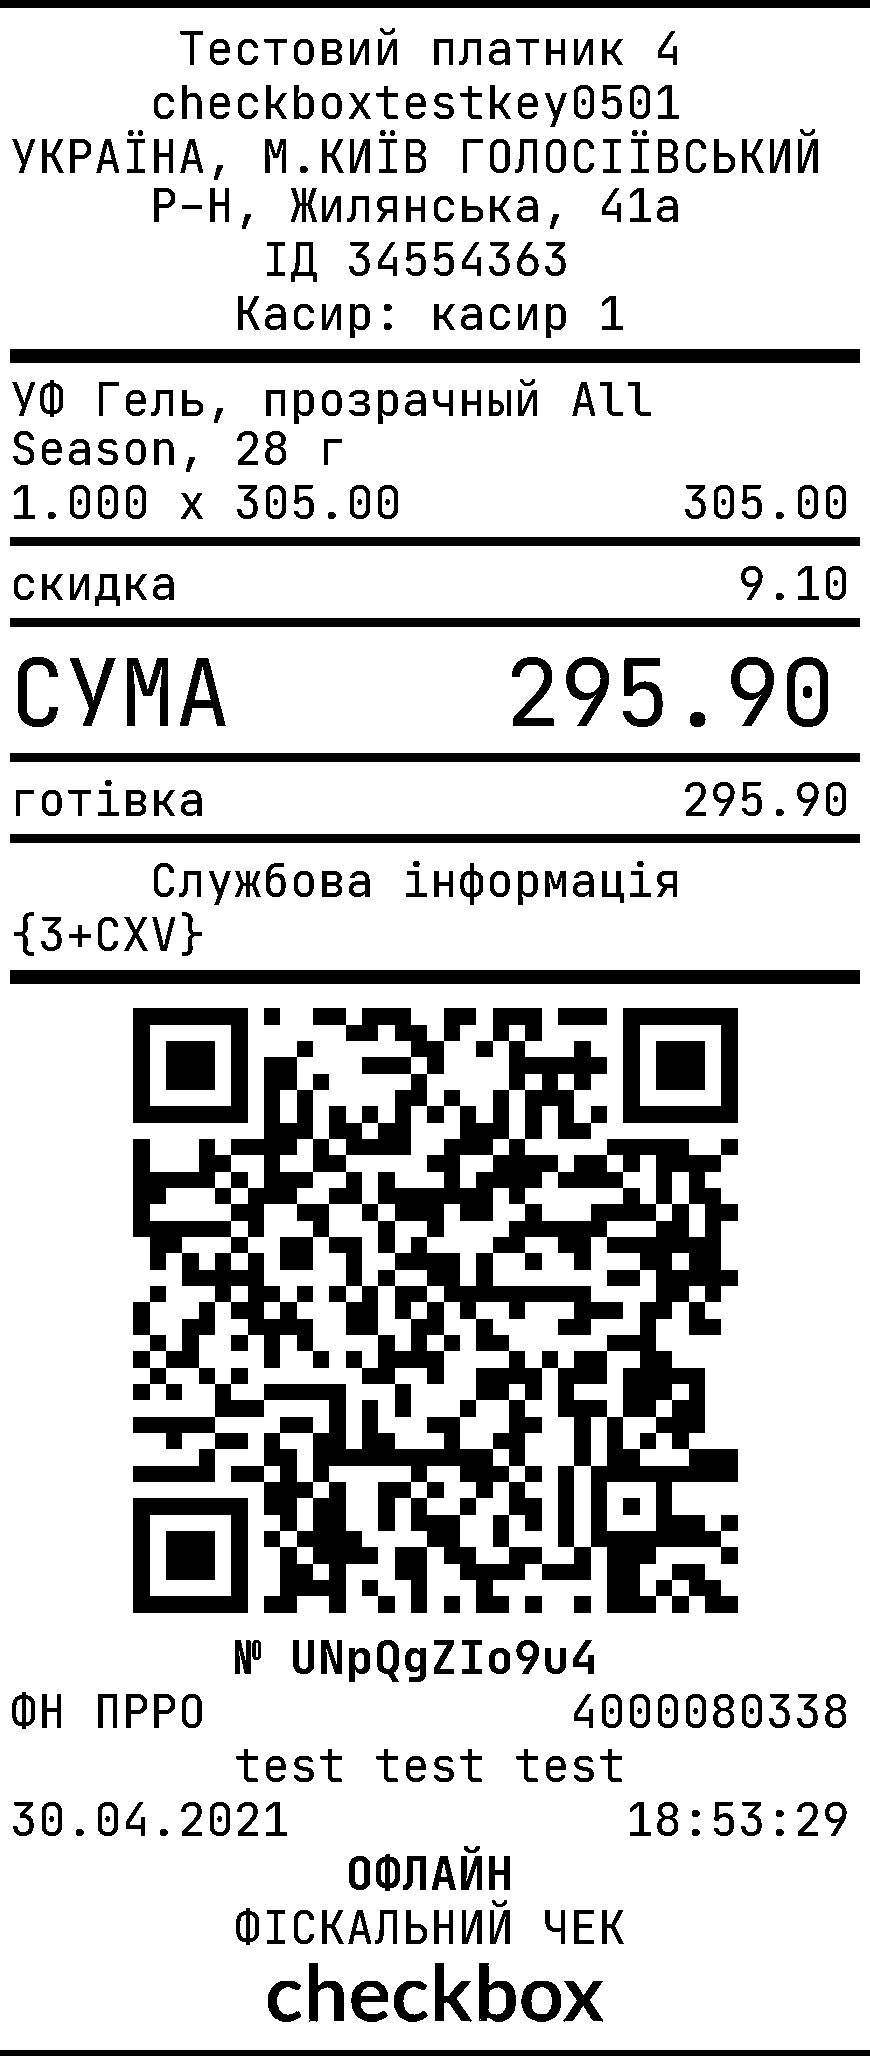 Тестовий платник 4
checkboxtestkey0501
УКРАЇНА, М.КИЇВ ГОЛОСІЇВСЬКИЙ
Р-Н, Жилянська, 41а
ІД 34554363
Касир: касир 1
УФ Гель, прозрачный All
Season, 28 г
1.000 x 305.00 305.00
скидка 9.10
СУМА 295.90
готівка 295.90
Службова інформація
{3+CXV}
№ UNpQgZIo9u4
ФН ПРРО 4000080338
test test test
30.04.2021 18:53:29
ОФЛАЙН
ФІСКАЛЬНИЙ ЧЕК
checkbox